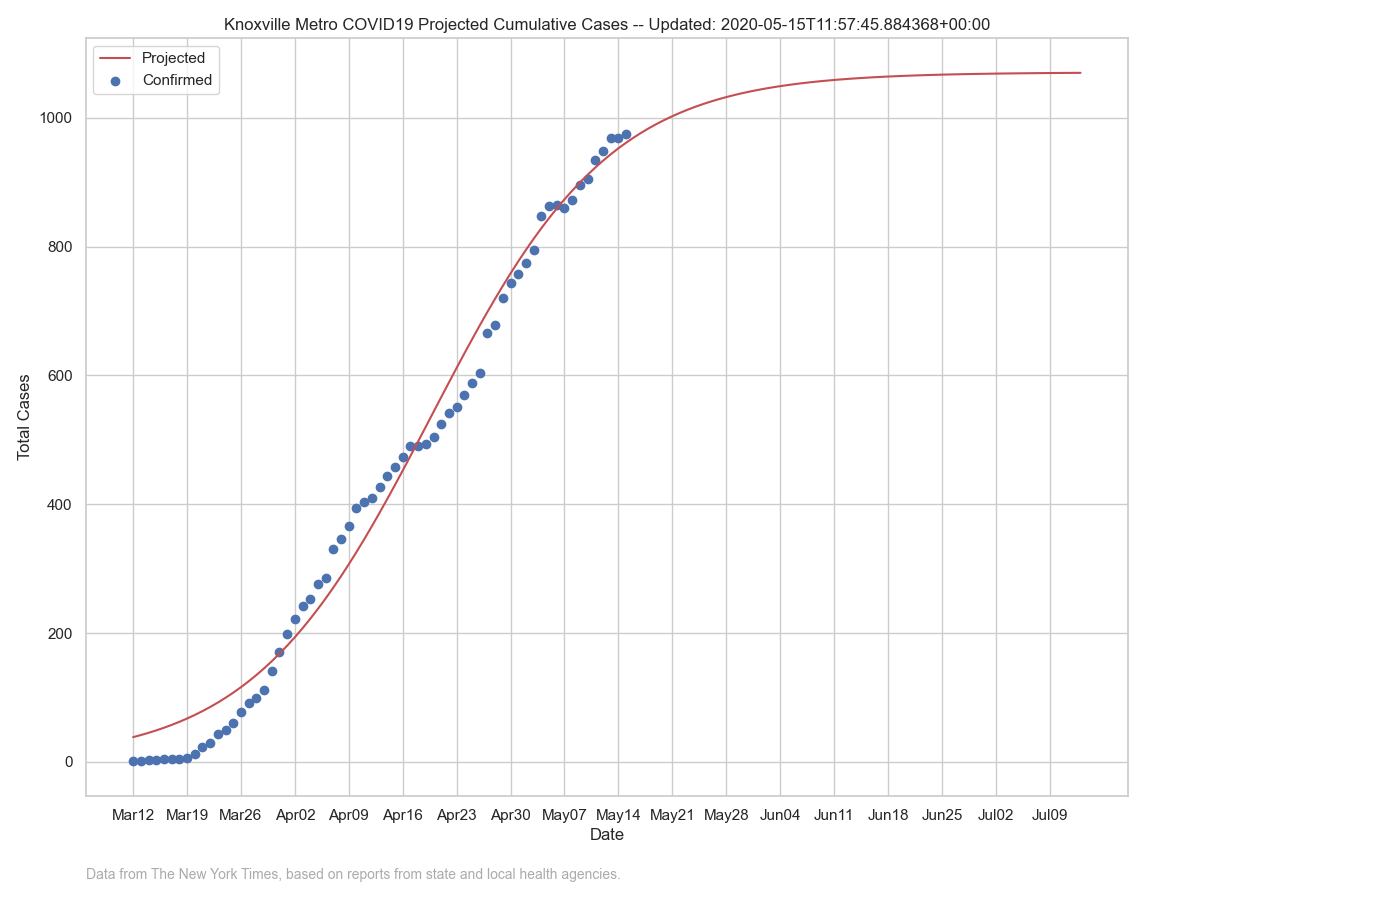 Knoxville Metro COVID19 Projected Cumulative Cases -- Updated: 2020-05-15T11:57:45.884368+00:00
Projected
Confirmed
1000
800
600
400
200
0
Total Cases
Mar12 Mar19 Mar26 Apr02 Apr09 Apr16 Apr23 Apr30 May07 May14 May21 May28 Jun04 Jun11 Jun18 Jun25 Jul02 Jul09
Date
Data from The New York Times, based on reports from state and local health agencies.